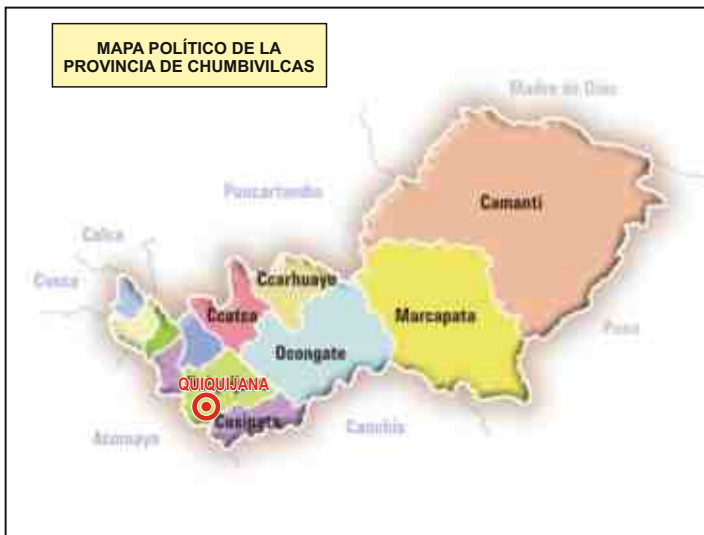 MAPA POLÍTICO DE LA
PROVINCIA DE CHUMBIVILCAS
Madre de Dios
Camanti
Paucartambo
Calca
Cusco
Ccarhuayo
Ccatca
Marcapata
Puno
Ocongate
QUIQUIJANA
Cusipata
Canchis
Acomayo